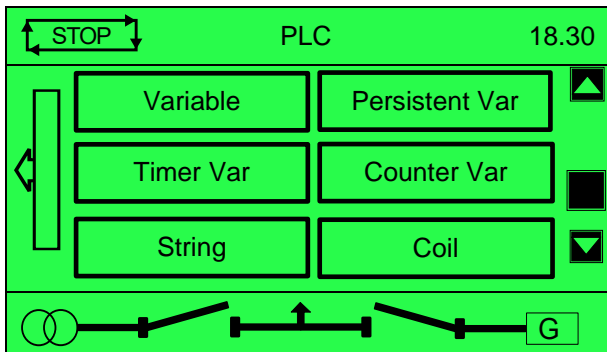 STOP PLC 18.30
Variable Persistent Var
Timer Var Counter Var
String Coil
G